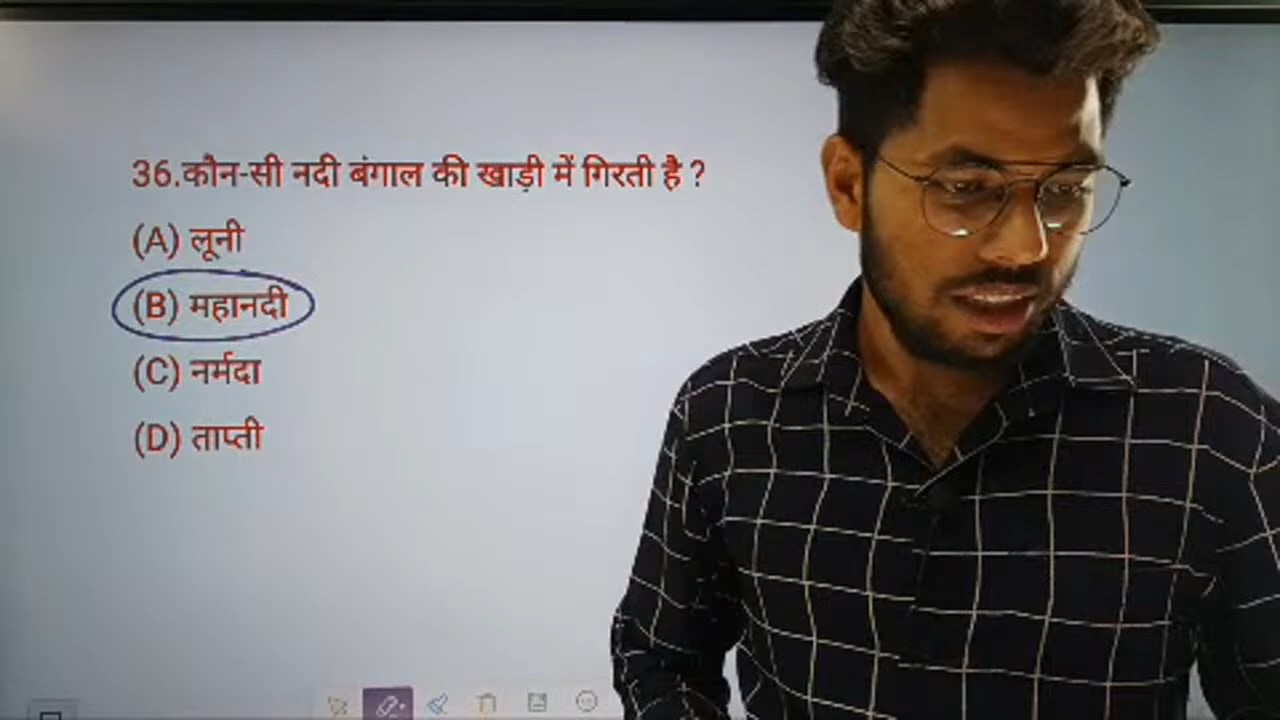 36.कौन-सी नदी बंगाल की खाड़ी में गिरती है ?
(A) लूनी
(B) महानदी
(C) नर्मदा
(D) ताप्ती